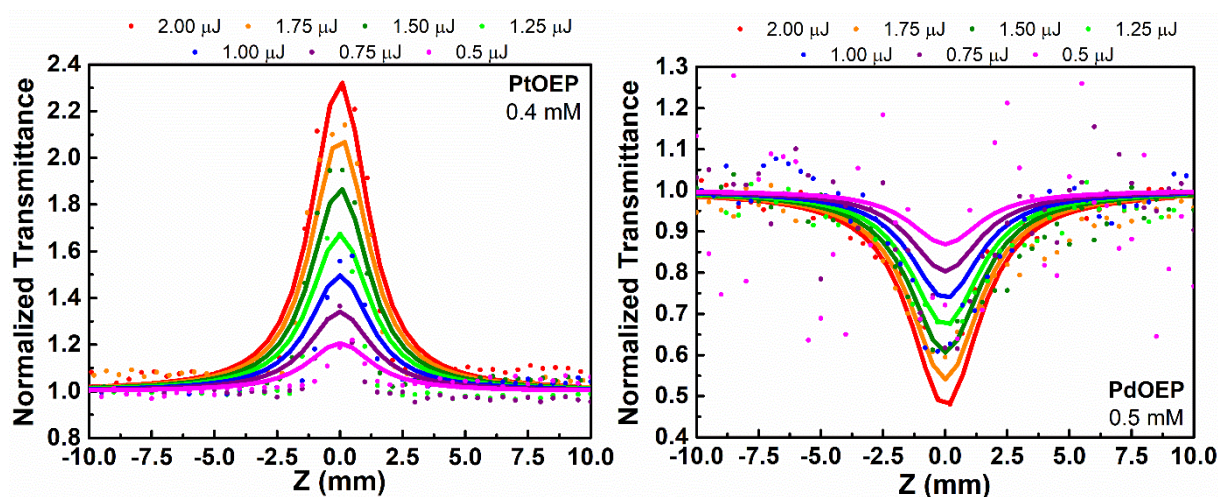 2.00 μJ 1.75 μJ 1.50 μJ 1.25 μJ
1.00 μJ 0.75 μJ 0.5 μJ
2.4
2.2
2.0
1.8
1.6
1.4
1.2
1.0
0.8
Normalized Transmittance
PtOEP
0.4 mM
-10.0 -7.5 -5.0 -2.5 0.0 2.5 5.0 7.5 10.0
Z (mm)
2.00 μJ 1.75 μJ 1.50 μJ 1.25 μJ
1.00 μJ 0.75 μJ 0.5 μJ
1.3
1.2
1.1
1.0
0.9
0.8
0.7
0.6
0.5
0.4
Normalized Transmittance
PdOEP
0.5 mM
-10.0 -7.5 -5.0 -2.5 0.0 2.5 5.0 7.5 10.0
Z (mm)